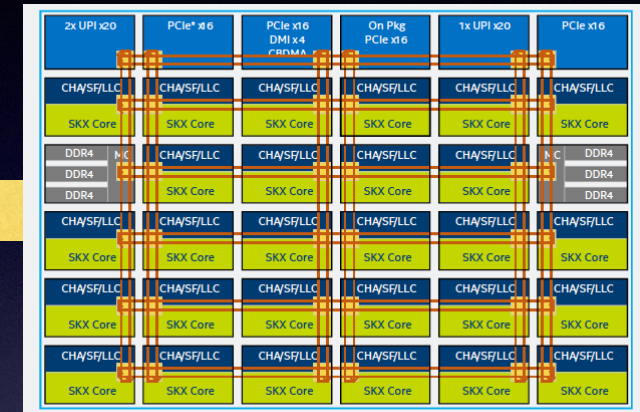 2x UPI x20 PCIe* x16 PCIe x16 On Pkg 1x UPI x20 PCIe x16
DMI x4 PCIe x16
CBDMA
CHA/SF/LLC CHA/SF/LLC CHA/SF/LLC CHA/SF/LLC CHA/SF/LLC CHA/SF/LLC
SKX Core SKX Core SKX Core SKX Core SKX Core SKX Core
DDR4 MC CHA/SF/LLC CHA/SF/LLC CHA/SF/LLC CHA/SF/LLC MC DDR4
DDR4 DDR4
DDR4 SKX Core SKX Core SKX Core SKX Core DDR4
CHA/SF/LLC CHA/SF/LLC CHA/SF/LLC CHA/SF/LLC CHA/SF/LLC CHA/SF/LLC
SKX Core SKX Core SKX Core SKX Core SKX Core SKX Core
CHA/SF/LLC CHA/SF/LLC CHA/SF/LLC CHA/SF/LLC CHA/SF/LLC CHA/SF/LLC
SKX Core SKX Core SKX Core SKX Core SKX Core SKX Core
CHA/SF/LLC CHA/SF/LLC CHA/SF/LLC CHA/SF/LLC CHA/SF/LLC CHA/SF/LLC
SKX Core SKX Core SKX Core SKX Core SKX Core SKX Core